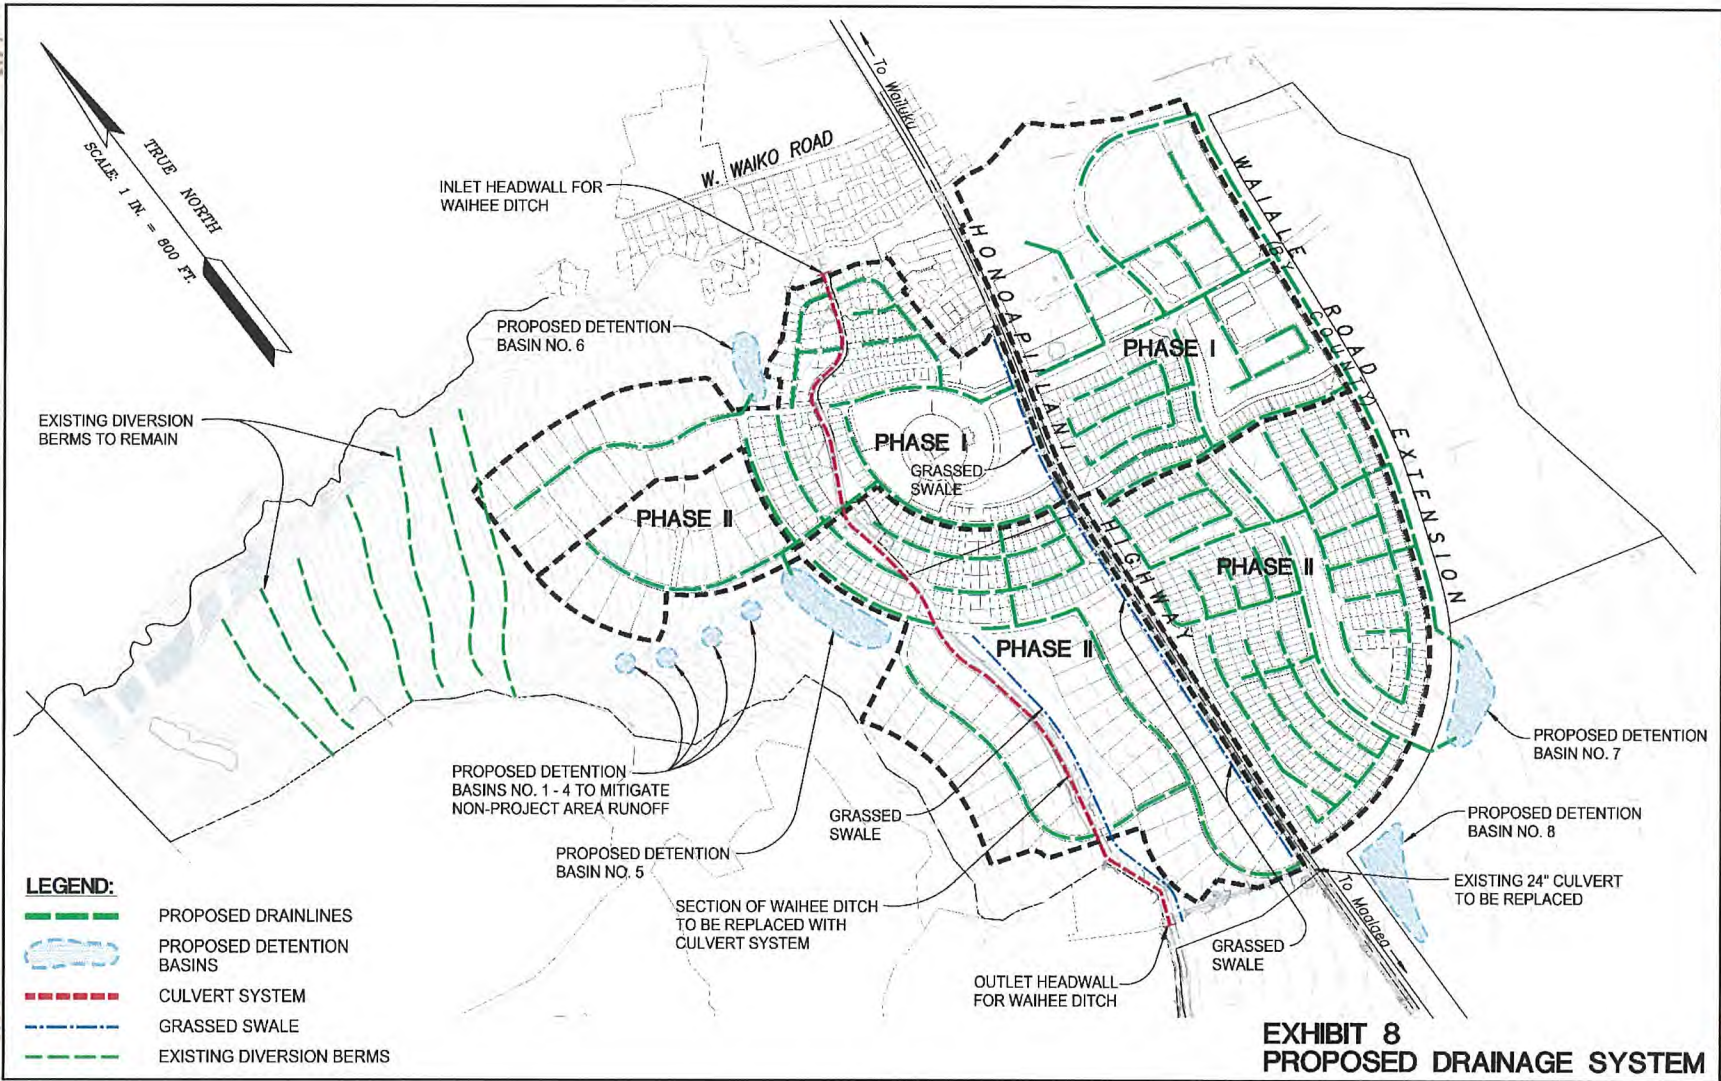 To Wailuku
TRUE NORTH
SCALE: 1 IN. = 800 FT.
W. WAIKO ROAD
INLET HEADWALL FOR
WAIHEE DITCH
HONOAPIILANI HIGHWAY
WAIALE ROAD EXTENSION
(BY COUNTY)
PROPOSED DETENTION
BASIN NO. 6
PHASE I
EXISTING DIVERSION
BERMS TO REMAIN
PHASE I
GRASSED
SWALE
PHASE II
PHASE II
PHASE II
PROPOSED DETENTION
BASIN NO. 7
PROPOSED DETENTION
BASINS NO. 1 - 4 TO MITIGATE
NON-PROJECT AREA RUNOFF
GRASSED
SWALE
PROPOSED DETENTION
BASIN NO. 8
PROPOSED DETENTION
BASIN NO. 5
EXISTING 24" CULVERT
TO BE REPLACED
To Maalaea
SECTION OF WAIHEE DITCH
TO BE REPLACED WITH
CULVERT SYSTEM
GRASSED
SWALE
OUTLET HEADWALL
FOR WAIHEE DITCH
LEGEND:
PROPOSED DRAINLINES
PROPOSED DETENTION
BASINS
CULVERT SYSTEM
GRASSED SWALE
EXISTING DIVERSION BERMS
EXHIBIT 8
PROPOSED DRAINAGE SYSTEM